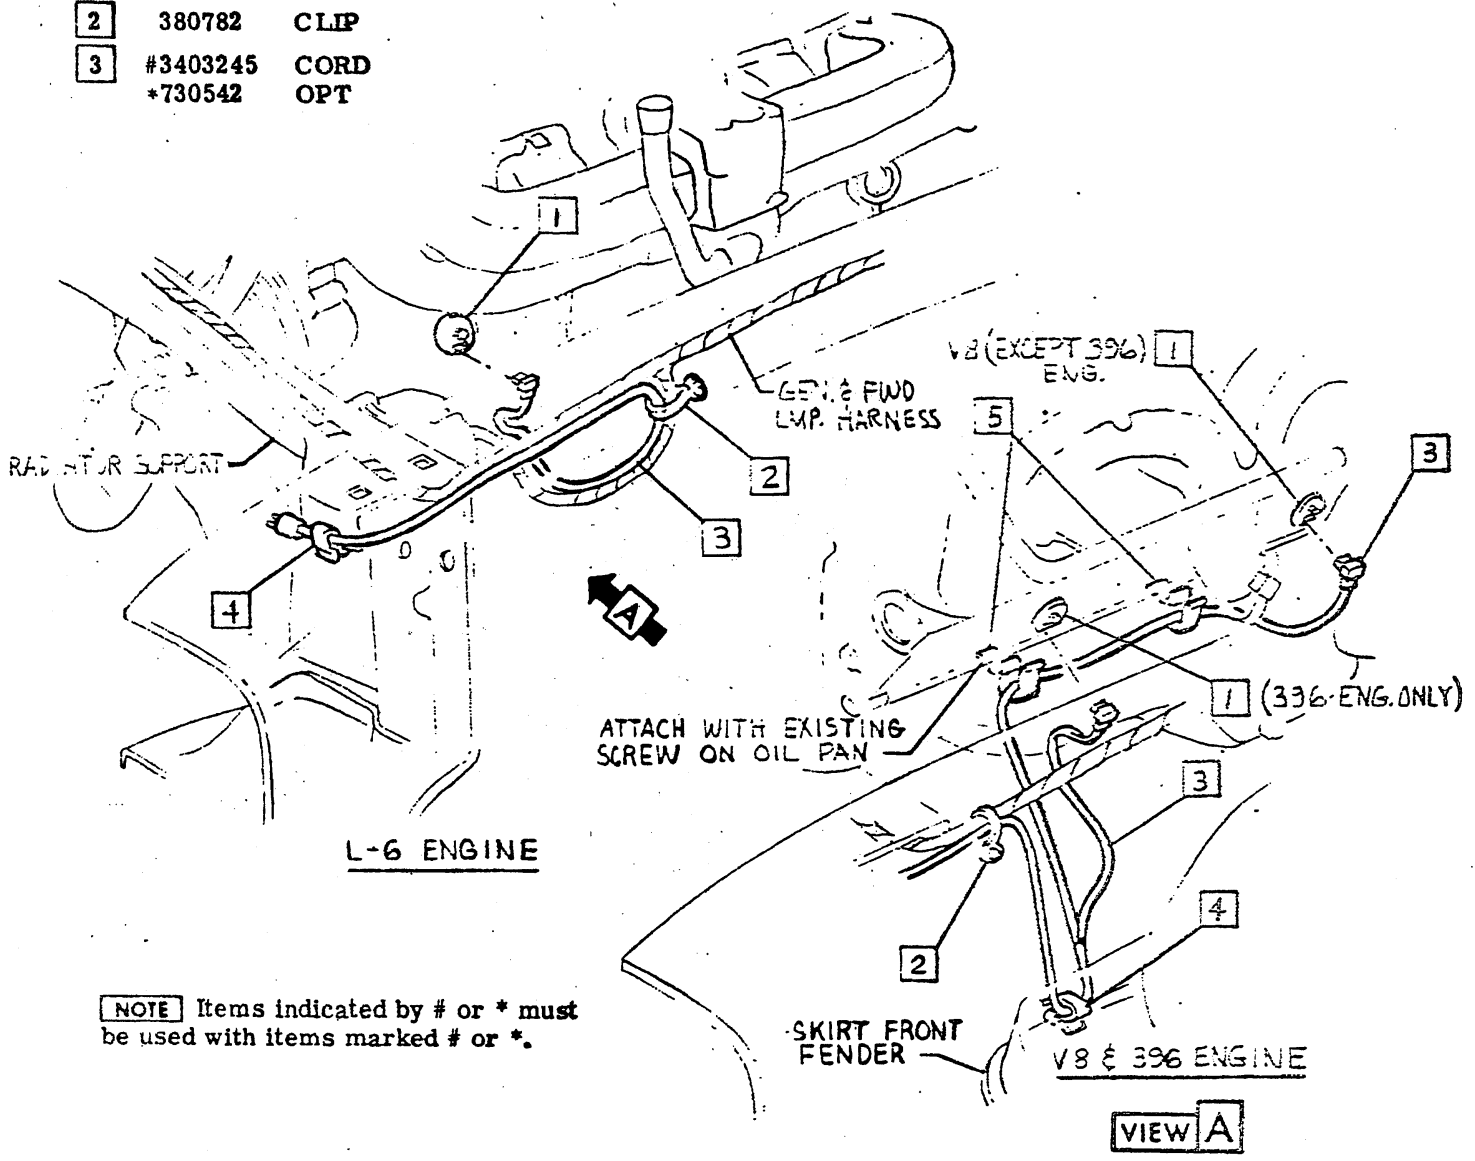 2 380782 CLIP
3 #3403245 CORD
*730542 OPT
1
GEN. & FWD
LMP. HARNESS
RADIATOR SUPPORT
2
3
4
A
L-6 ENGINE
V8 (EXCEPT 396) 1
ENG.
5
3
1 (396-ENG. ONLY)
ATTACH WITH EXISTING
SCREW ON OIL PAN
3
4
2
SKIRT FRONT
FENDER
V8 & 396 ENGINE
VIEW A
NOTE Items indicated by # or * must
be used with items marked # or *.